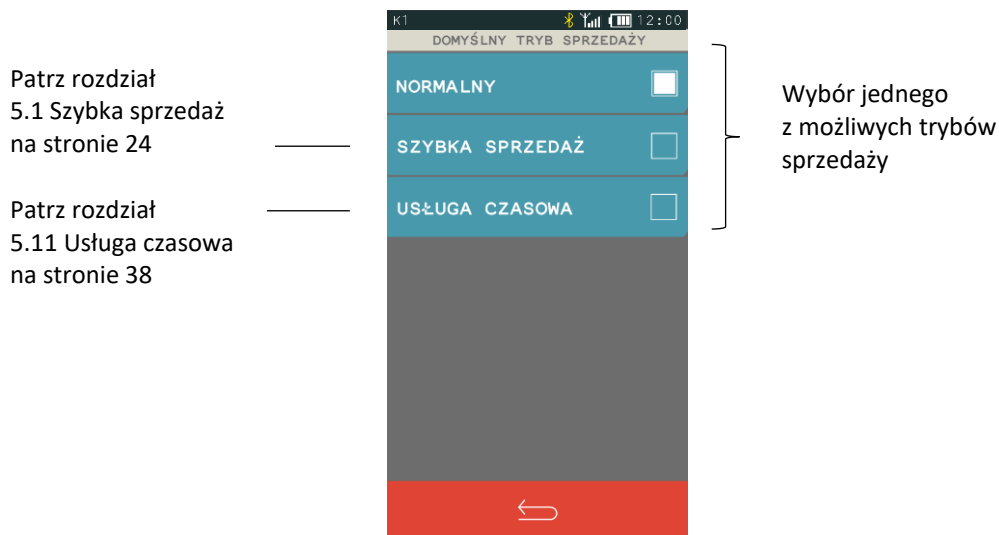 Patrz rozdział
5.1 Szybka sprzedaż
na stronie 24
Patrz rozdział
5.11 Usługa czasowa
na stronie 38
K1 12:00
DOMYŚLNY TRYB SPRZEDAŻY
NORMALNY
SZYBKA SPRZEDAŻ
USŁUGA CZASOWA
Wybór jednego
z możliwych trybów
sprzedaży